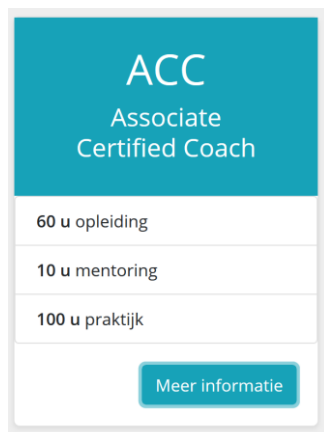 ACC
Associate
Certified Coach
60 u opleiding
10 u mentoring
100 u praktijk
Meer informatie